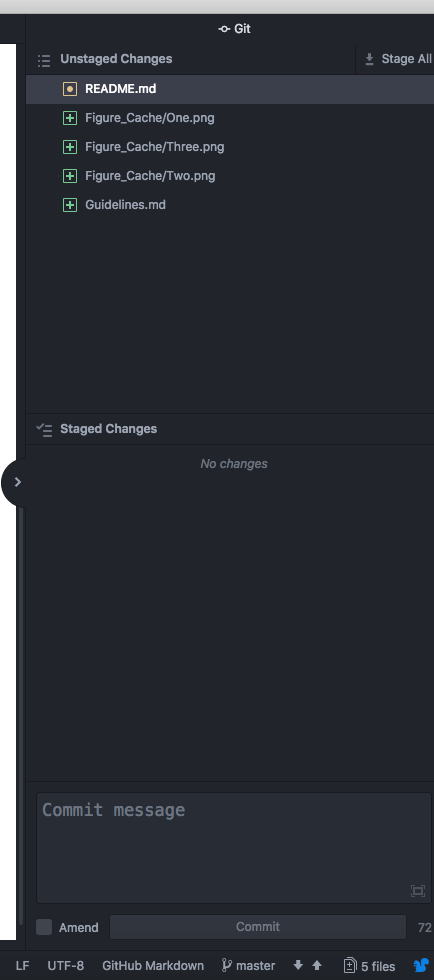 Git
Unstaged Changes
Stage All
README.md
Figure_Cache/One.png
Figure_Cache/Three.png
Figure_Cache/Two.png
Guidelines.md
Staged Changes
No changes
Commit message
Amend
Commit
72
LF
UTF-8
GitHub Markdown
master
5 files